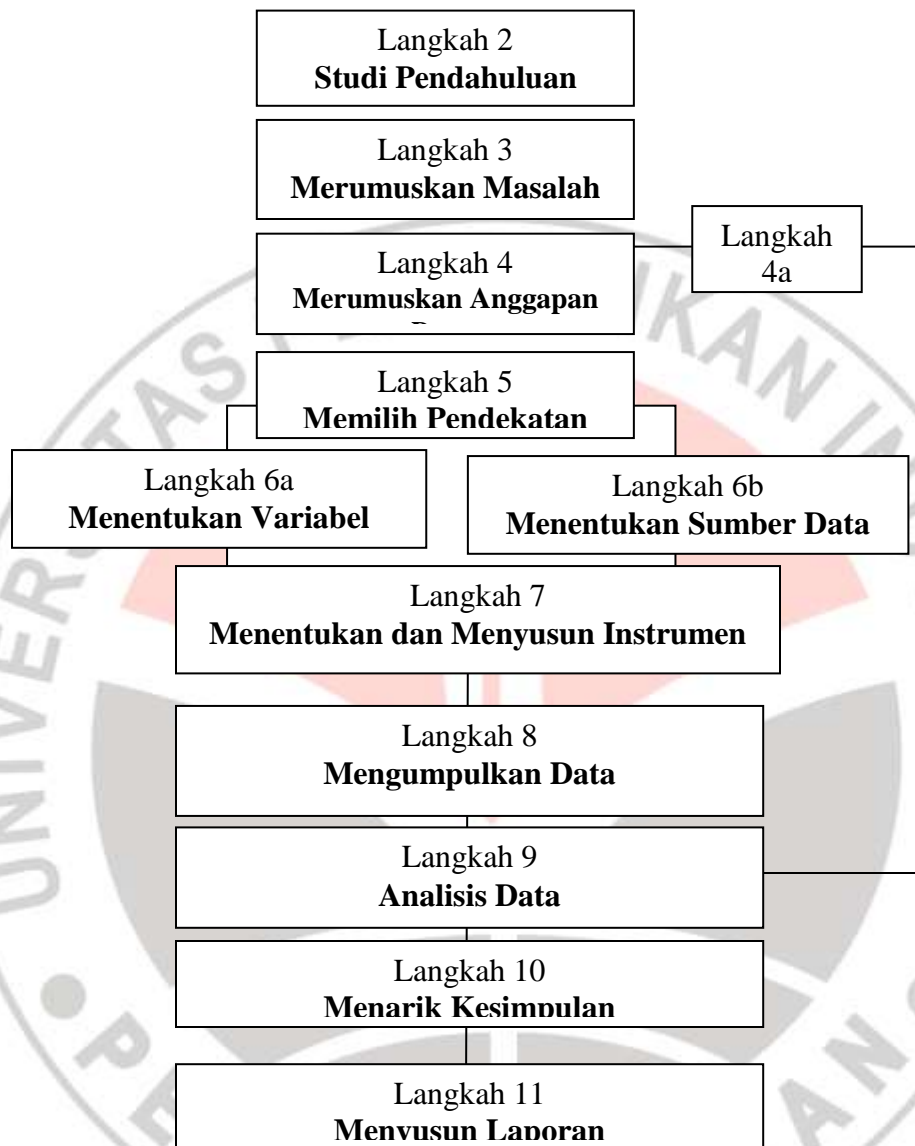 Langkah 2
Studi Pendahuluan
Langkah 3
Merumuskan Masalah
Langkah 4
Merumuskan Anggapan
Langkah
4a
Langkah 5
Memilih Pendekatan
Langkah 6a
Menentukan Variabel
Langkah 6b
Menentukan Sumber Data
Langkah 7
Menentukan dan Menyusun Instrumen
Langkah 8
Mengumpulkan Data
Langkah 9
Analisis Data
Langkah 10
Menarik Kesimpulan
Langkah 11
Menyusun Laporan